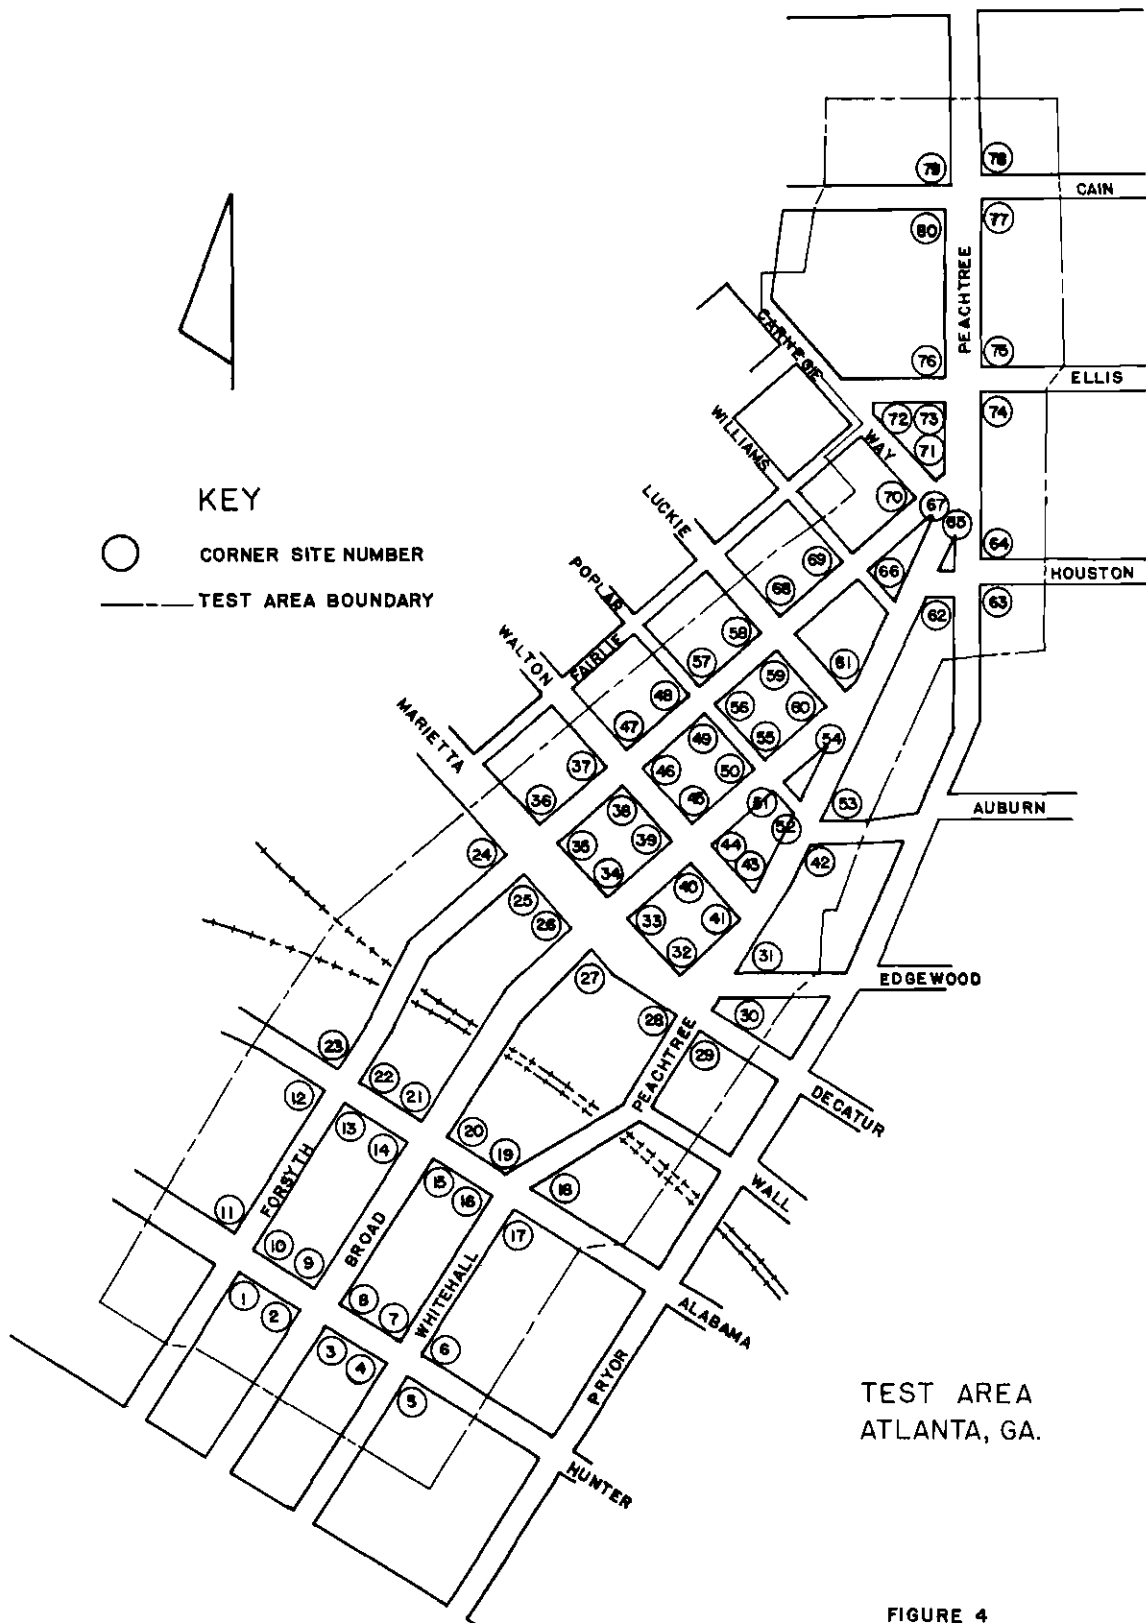 79
78
CAIN
80
77
PEACHTREE
76
75
ELLIS
CARNEGIE
WAY
72
73
74
71
WILLIAMS
KEY
CORNER SITE NUMBER
TEST AREA BOUNDARY
LUCKIE
70
67
65
64
HOUSTON
POPLAR
69
66
68
62
63
WALTON
FAIRLIE
58
57
61
59
48
56
60
47
MARIETTA
49
55
54
37
46
50
36
45
51
53
AUBURN
38
52
35
39
44
42
24
34
43
40
25
33
41
26
32
31
EDGEWOOD
27
28
30
PEACHTREE
23
29
22
21
12
DECATUR
13
14
20
19
WALL
FORSYTH
15
16
18
11
BROAD
17
10
9
WHITEHALL
1
2
8
7
ALABAMA
3
4
6
PRYOR
5
HUNTER
TEST AREA
ATLANTA, GA.
FIGURE 4